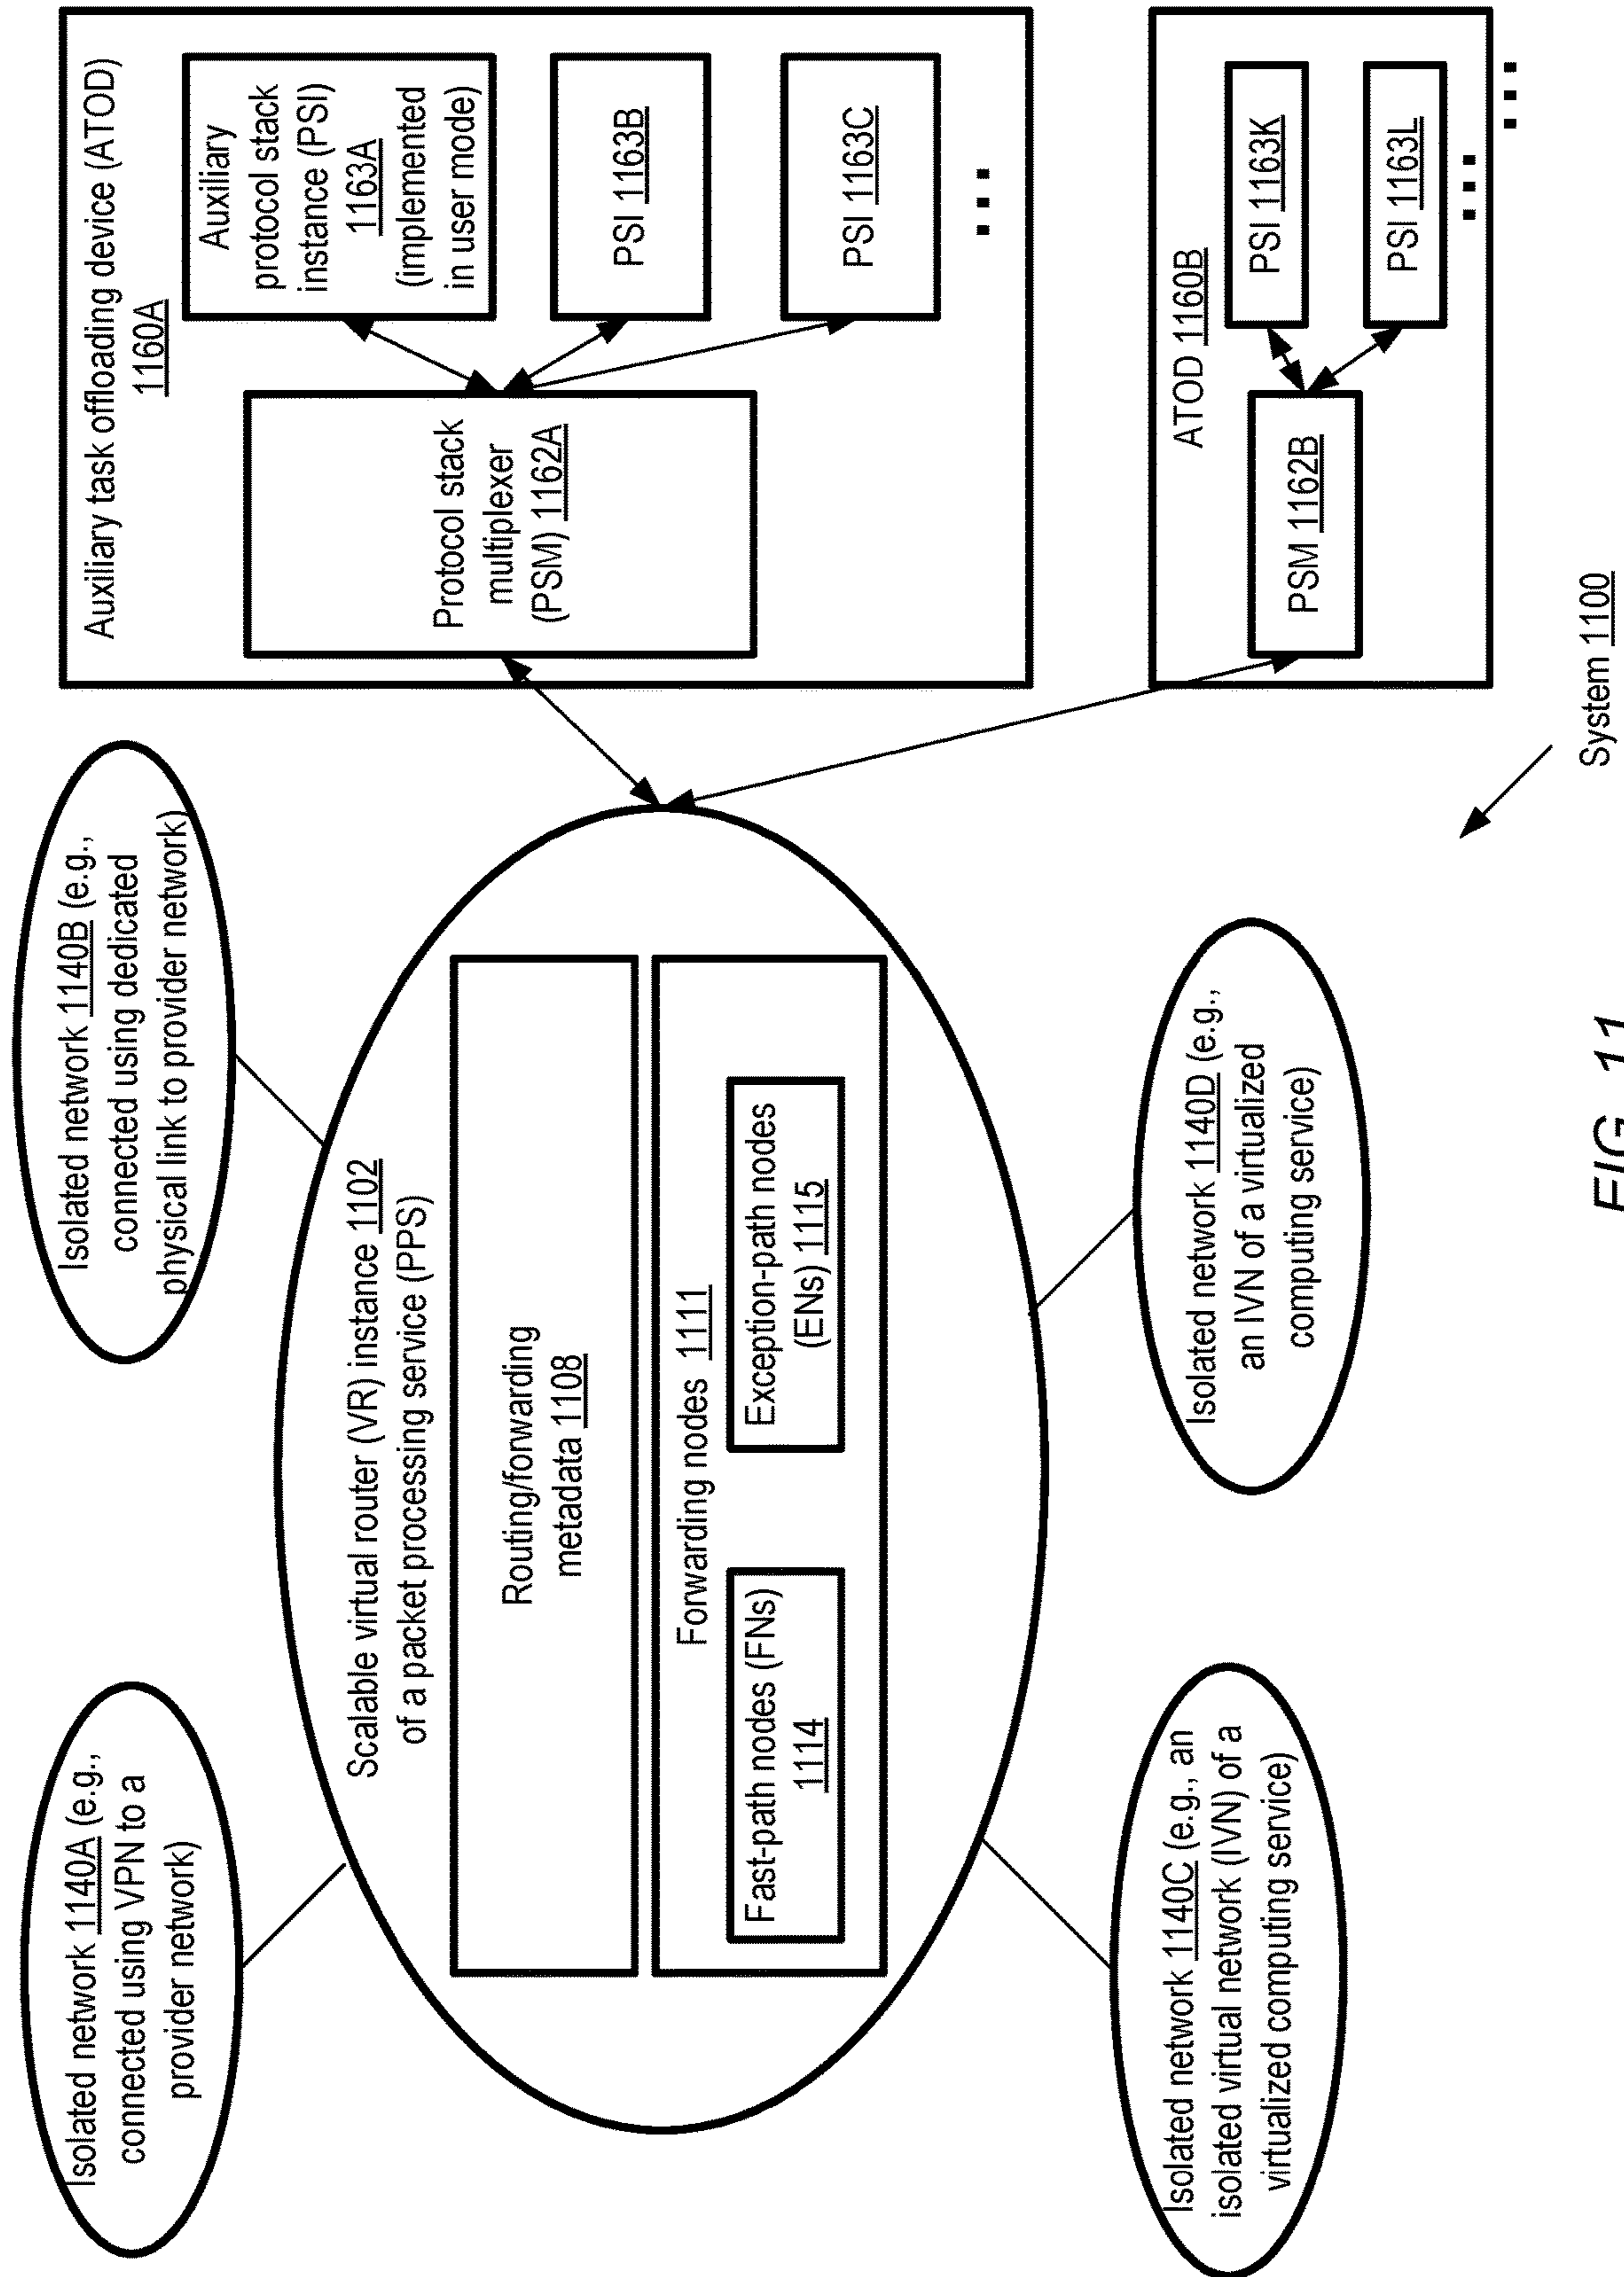 Isolated network 1140A (e.g.,
connected using VPN to a
provider network)
Isolated network 1140B (e.g.,
connected using dedicated
physical link to provider network)
Scalable virtual router (VR) instance 1102
of a packet processing service (PPS)
Routing/forwarding
metadata 1108
Forwarding nodes 1111
Fast-path nodes (FNs)
1114
Exception-path nodes
(ENs) 1115
Isolated network 1140C (e.g., an
isolated virtual network (IVN) of a
virtualized computing service)
Isolated network 1140D (e.g.,
an IVN of a virtualized
computing service)
Auxiliary task offloading device (ATOD)
1160A
Protocol stack
multiplexer
(PSM) 1162A
Auxiliary
protocol stack
instance (PSI)
1163A
(implemented
in user mode)
PSI 1163B
PSI 1163C
...
ATOD 1160B
PSM 1162B
PSI 1163K
PSI 1163L
...
...
System 1100
FIG. 11